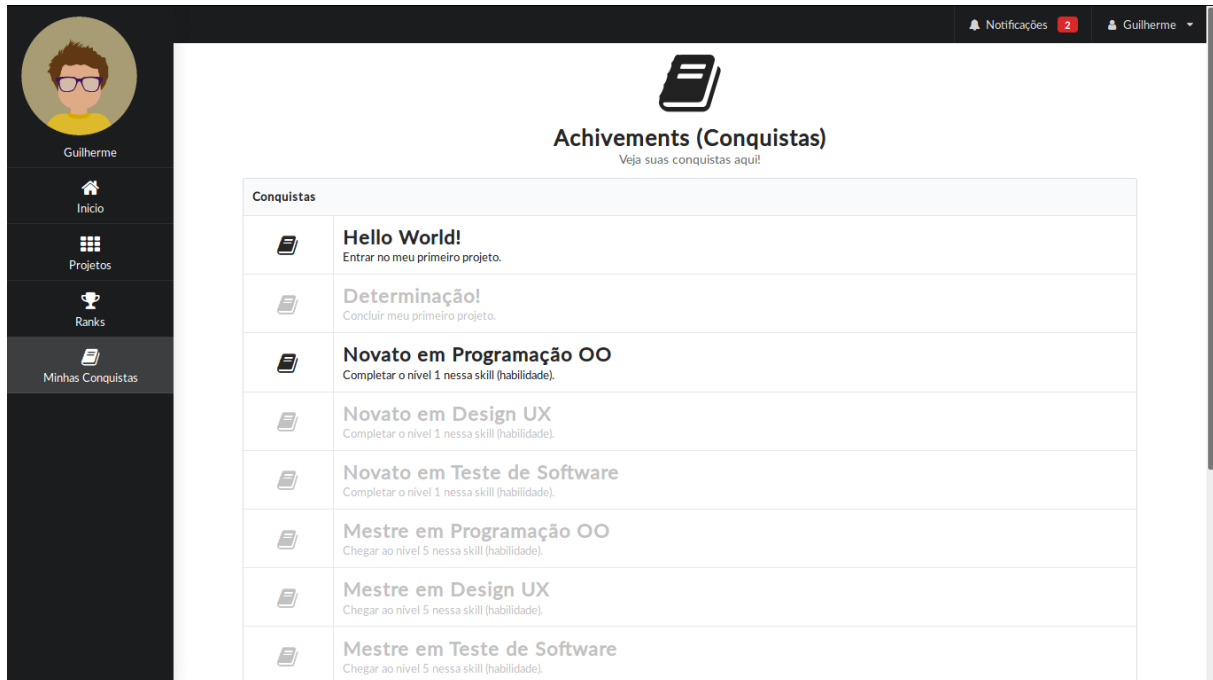 Notificações 2 Guilherme
Guilherme
Inicio
Projetos
Ranks
Minhas Conquistas
Achivements (Conquistas)
Veja suas conquistas aqui!
Conquistas
Hello World!
Entrar no meu primeiro projeto.
Determinação!
Concluir meu primeiro projeto.
Novato em Programação OO
Completar o nível 1 nessa skill (habilidade).
Novato em Design UX
Completar o nível 1 nessa skill (habilidade).
Novato em Teste de Software
Completar o nível 1 nessa skill (habilidade).
Mestre em Programação OO
Chegar ao nível 5 nessa skill (habilidade).
Mestre em Design UX
Chegar ao nível 5 nessa skill (habilidade).
Mestre em Teste de Software
Chegar ao nível 5 nessa skill (habilidade).